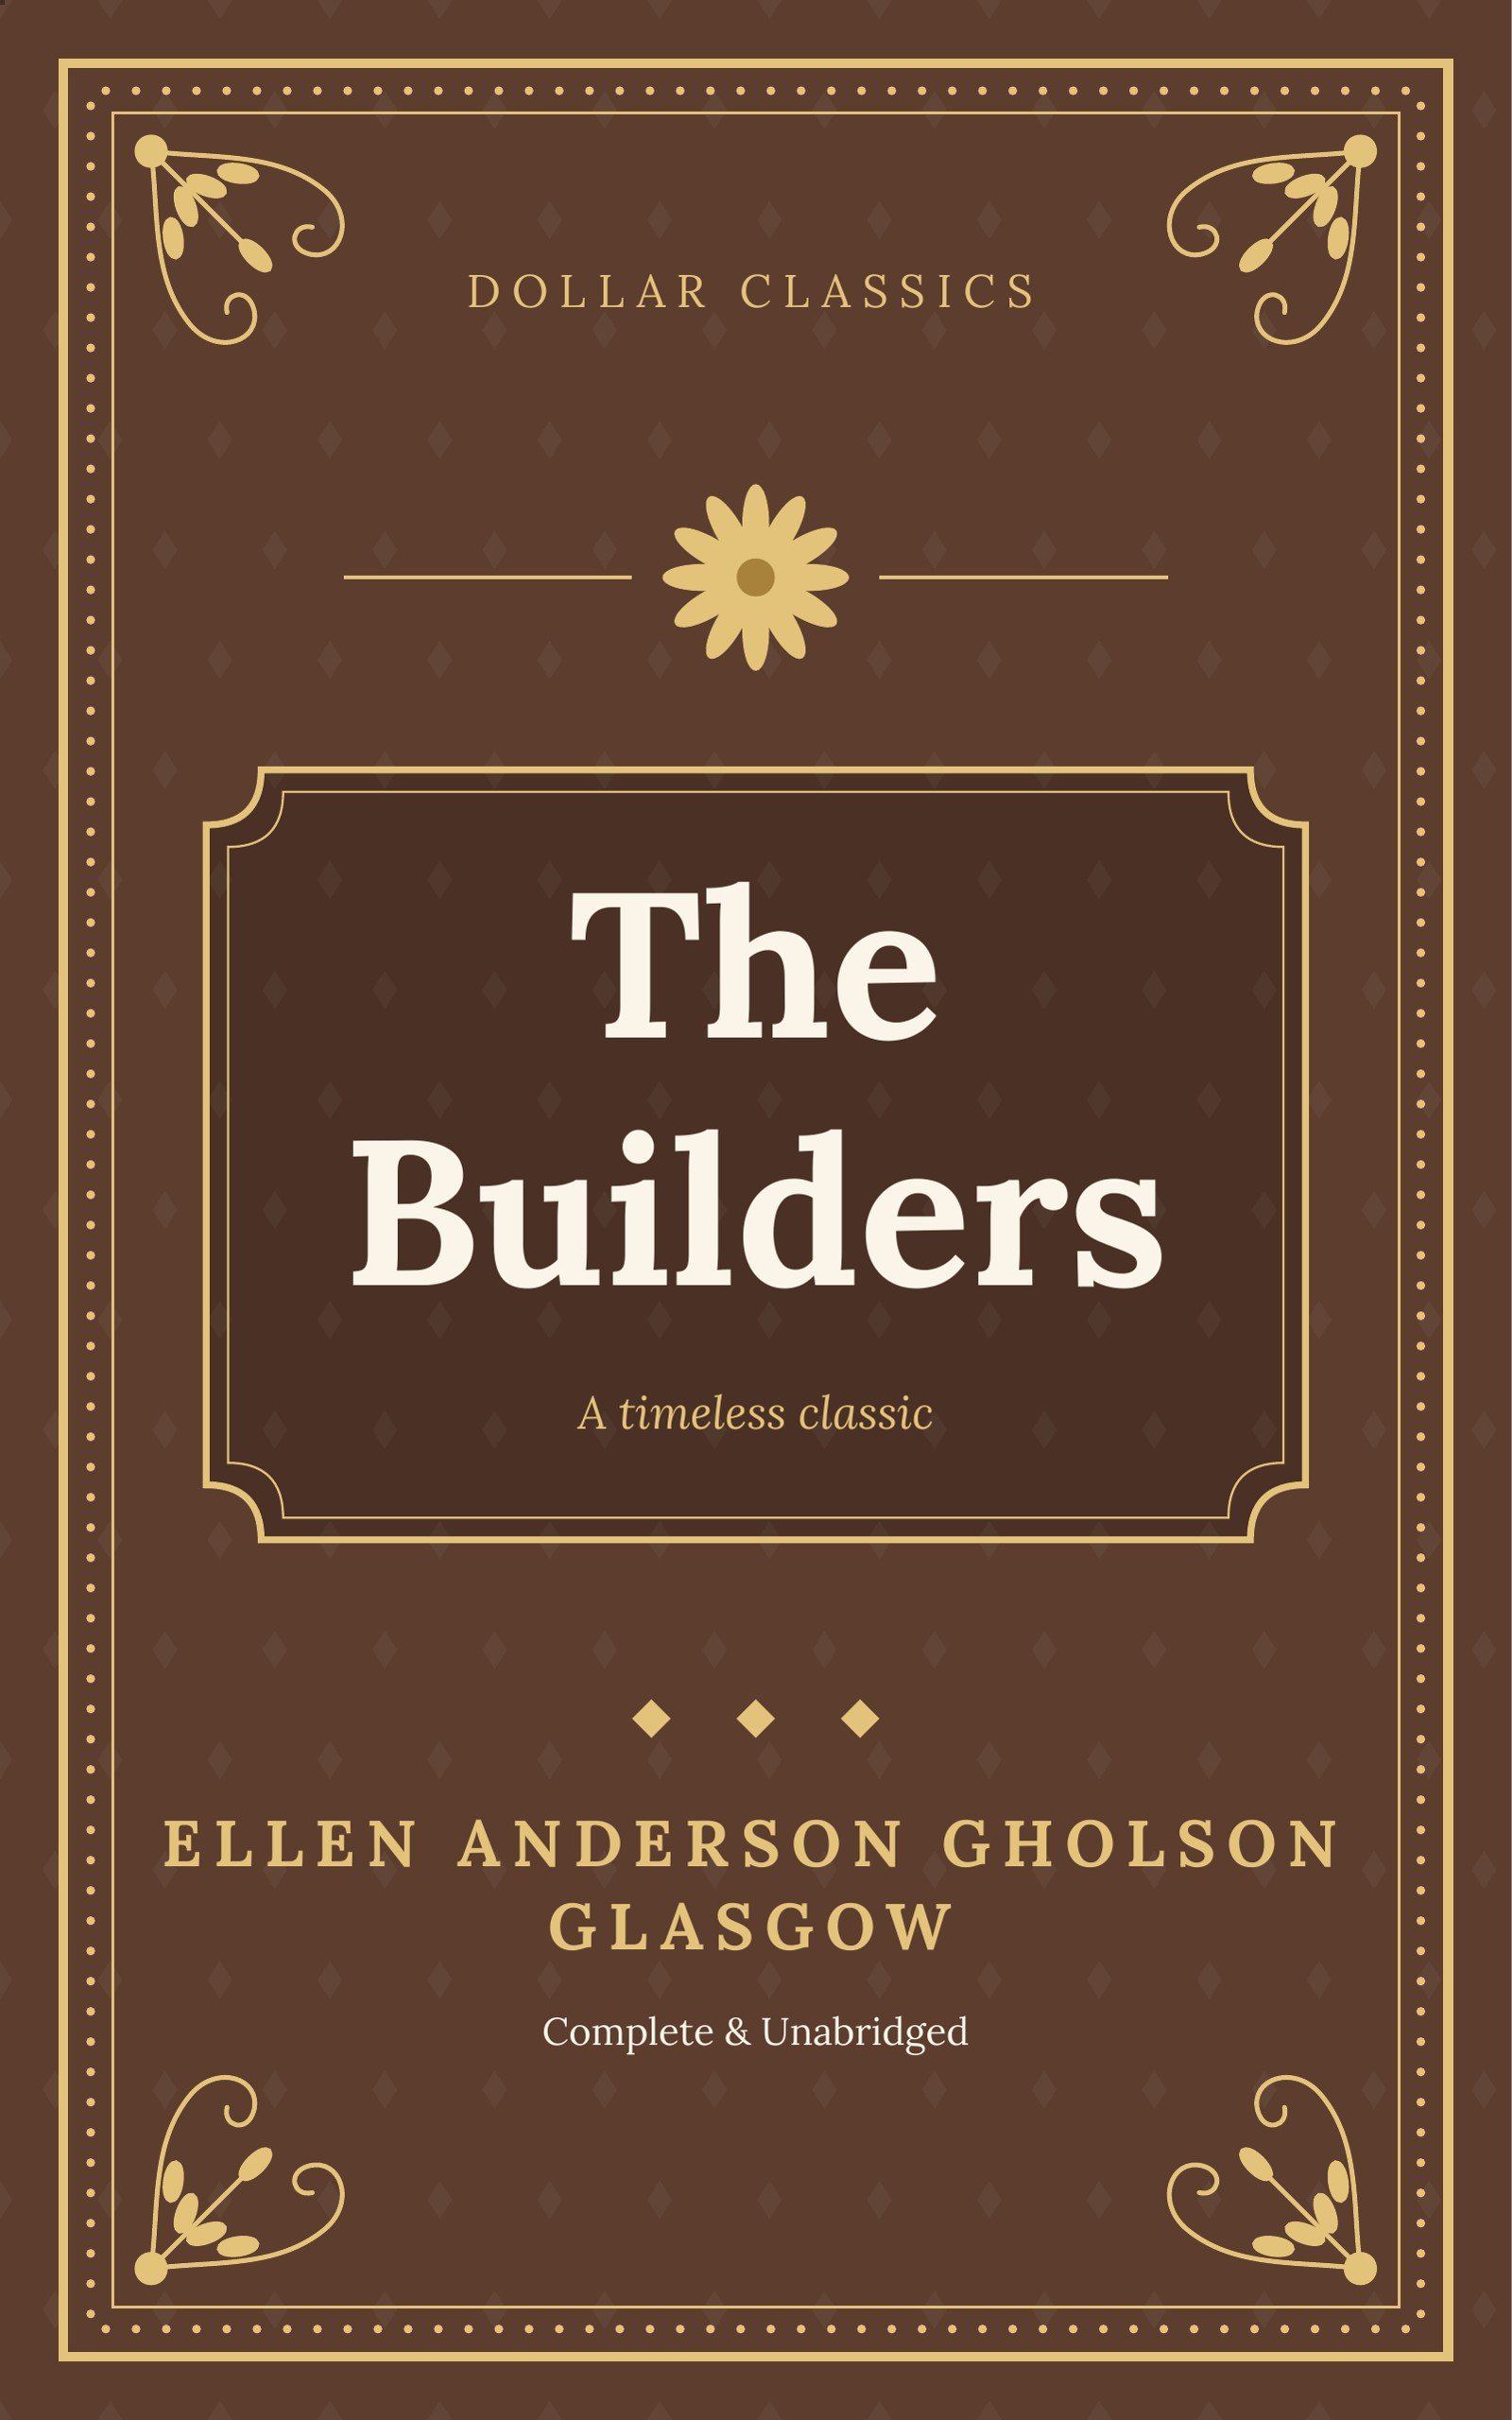 DOLLAR CLASSICS
The
Builders
A timeless classic
ELLEN ANDERSON GHOLSON
GLASGOW
Complete & Unabridged